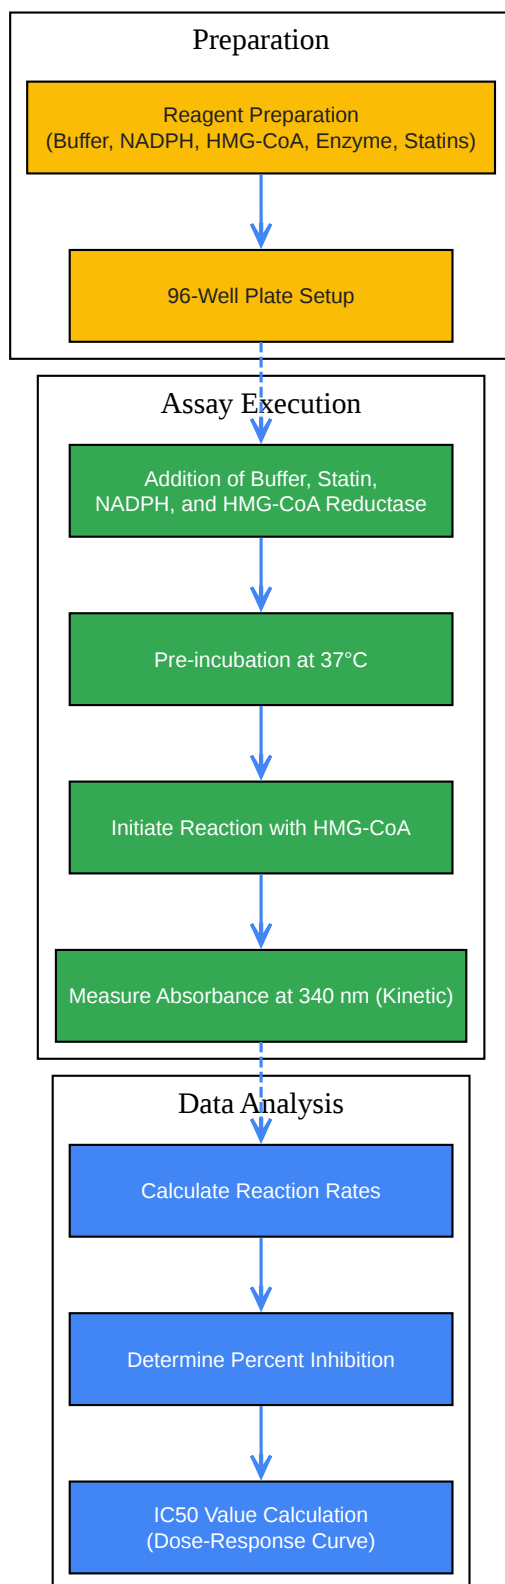 Preparation
Reagent Preparation
(Buffer, NADPH, HMG-CoA, Enzyme, Statins)
96-Well Plate Setup
Assay Execution
Addition of Buffer, Statin,
NADPH, and HMG-CoA Reductase
Pre-incubation at 37°C
Initiate Reaction with HMG-CoA
Measure Absorbance at 340 nm (Kinetic)
Data Analysis
Calculate Reaction Rates
Determine Percent Inhibition
IC50 Value Calculation
(Dose-Response Curve)